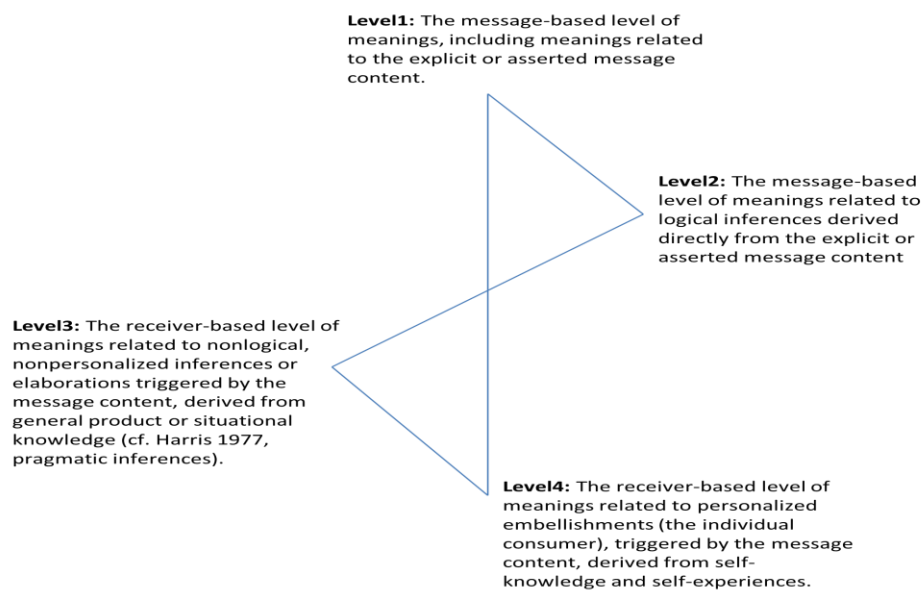 Level1: The message-based level of
meanings, including meanings related
to the explicit or asserted message
content.
Level2: The message-based
level of meanings related to
logical inferences derived
directly from the explicit or
asserted message content
Level3: The receiver-based level of
meanings related to nonlogical,
nonpersonalized inferences or
elaborations triggered by the
message content, derived from
general product or situational
knowledge (cf. Harris 1977,
pragmatic inferences).
Level4: The receiver-based level of
meanings related to personalized
embellishments (the individual
consumer), triggered by the message
content, derived from self-
knowledge and self-experiences.